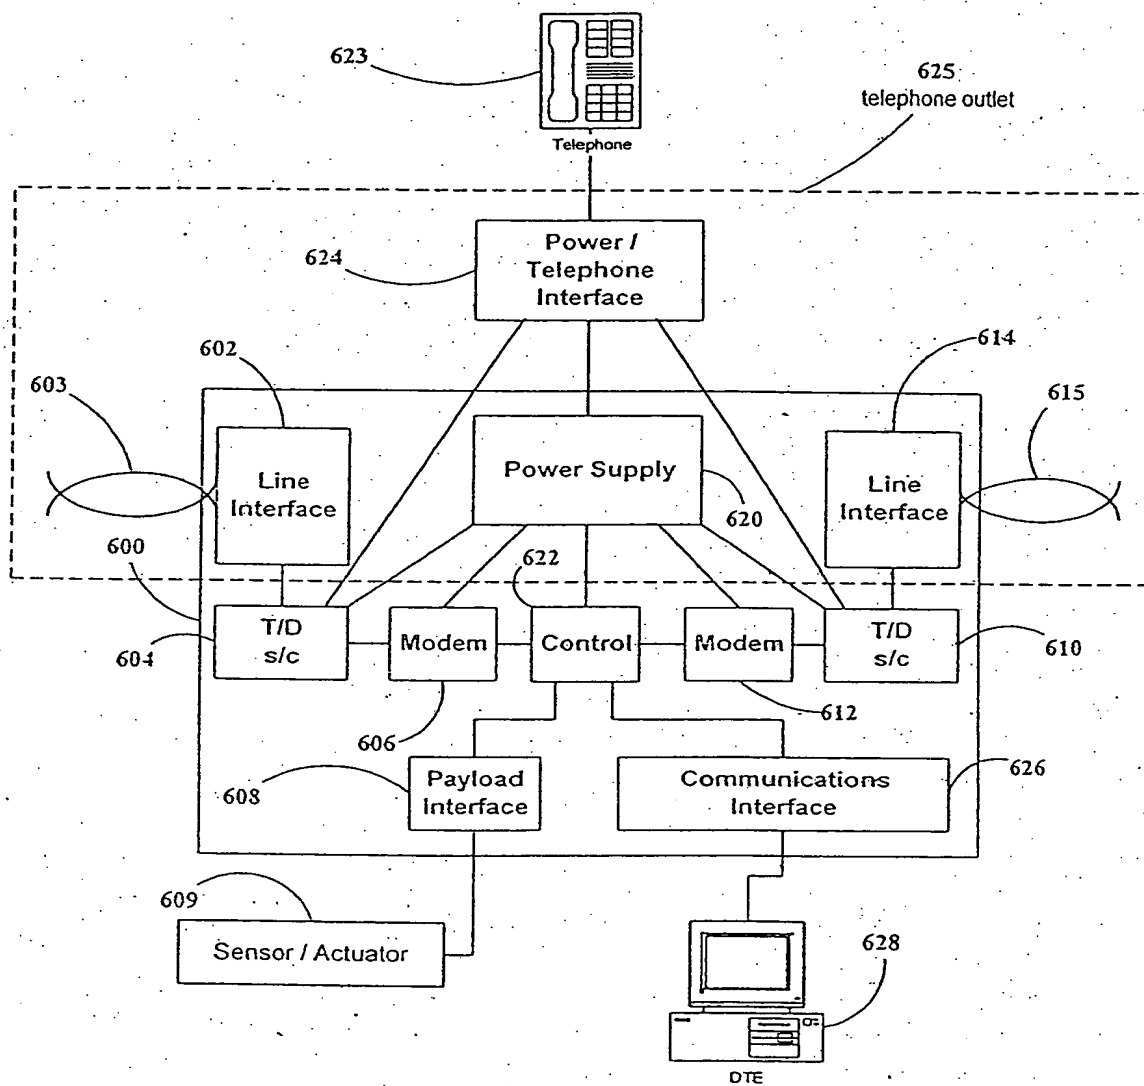 623
625
telephone outlet
Telephone
624
Power /
Telephone
Interface
602
614
603
615
Line
Interface
Power Supply
Line
Interface
620
600
622
604
T/D
s/c
Modem
Control
Modem
T/D
s/c
610
606
612
608
Payload
Interface
Communications
Interface
626
609
Sensor / Actuator
628
DTE